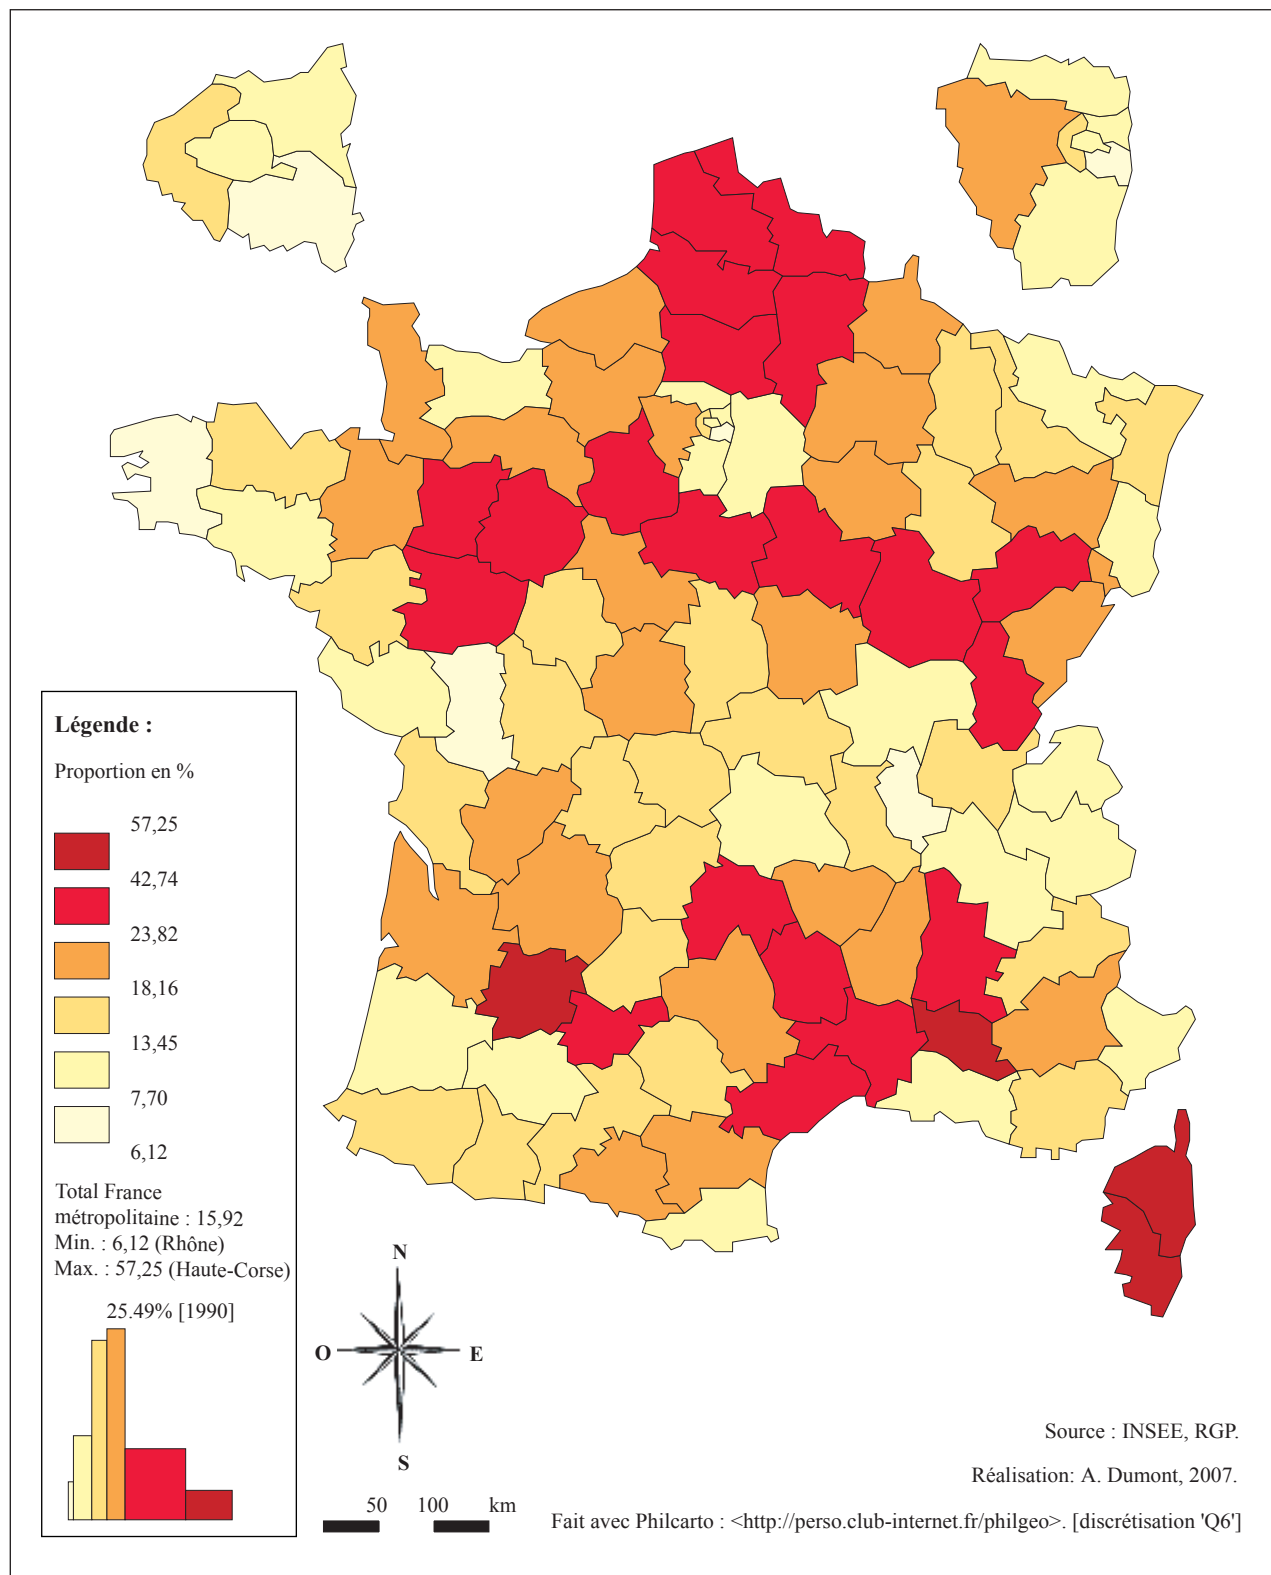 Légende :
Proportion en %
57,25
42,74
23,82
18,16
13,45
7,70
6,12
Total France
métropolitaine : 15,92
Min. : 6,12 (Rhône)
Max. : 57,25 (Haute-Corse)
25.49% [1990]
N
O
E
S
50 100 km
Source : INSEE, RGP.
Réalisation: A. Dumont, 2007.
Fait avec Philcarto : <http://perso.club-internet.fr/philgeo>. [discrétisation 'Q6']